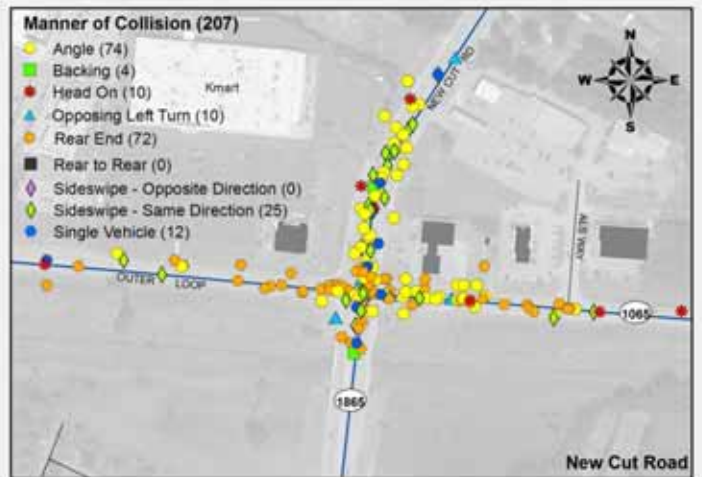 Manner of Collision (207)
Angle (74)
Backing (4)
Head On (10)
Opposing Left Turn (10)
Rear End (72)
Rear to Rear (0)
Sideswipe - Opposite Direction (0)
Sideswipe - Same Direction (25)
Single Vehicle (12)
Kmart
NEW CUT RD
N
W E
S
OUTER LOOP
1065
1865
New Cut Road